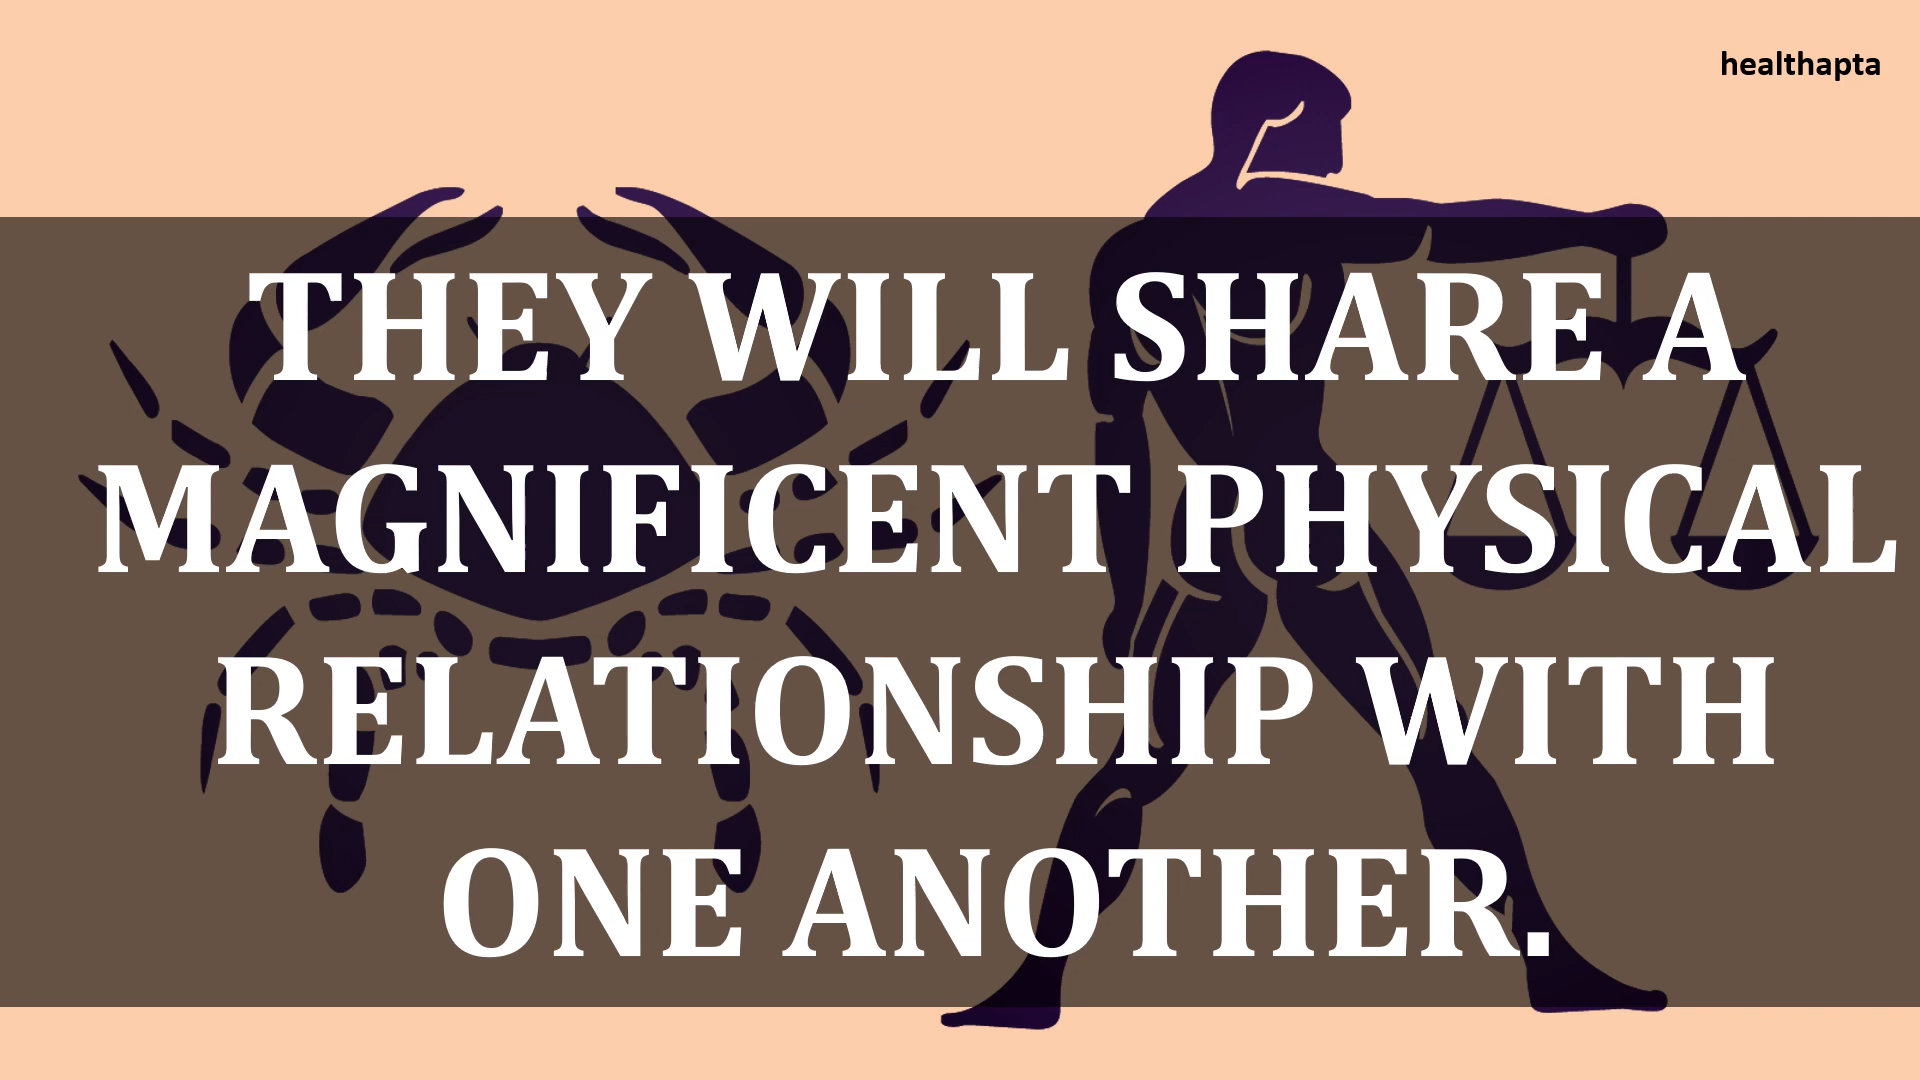 healthapta
THEY WILL SHARE A
MAGNIFICENT PHYSICAL
RELATIONSHIP WITH
ONE ANOTHER.